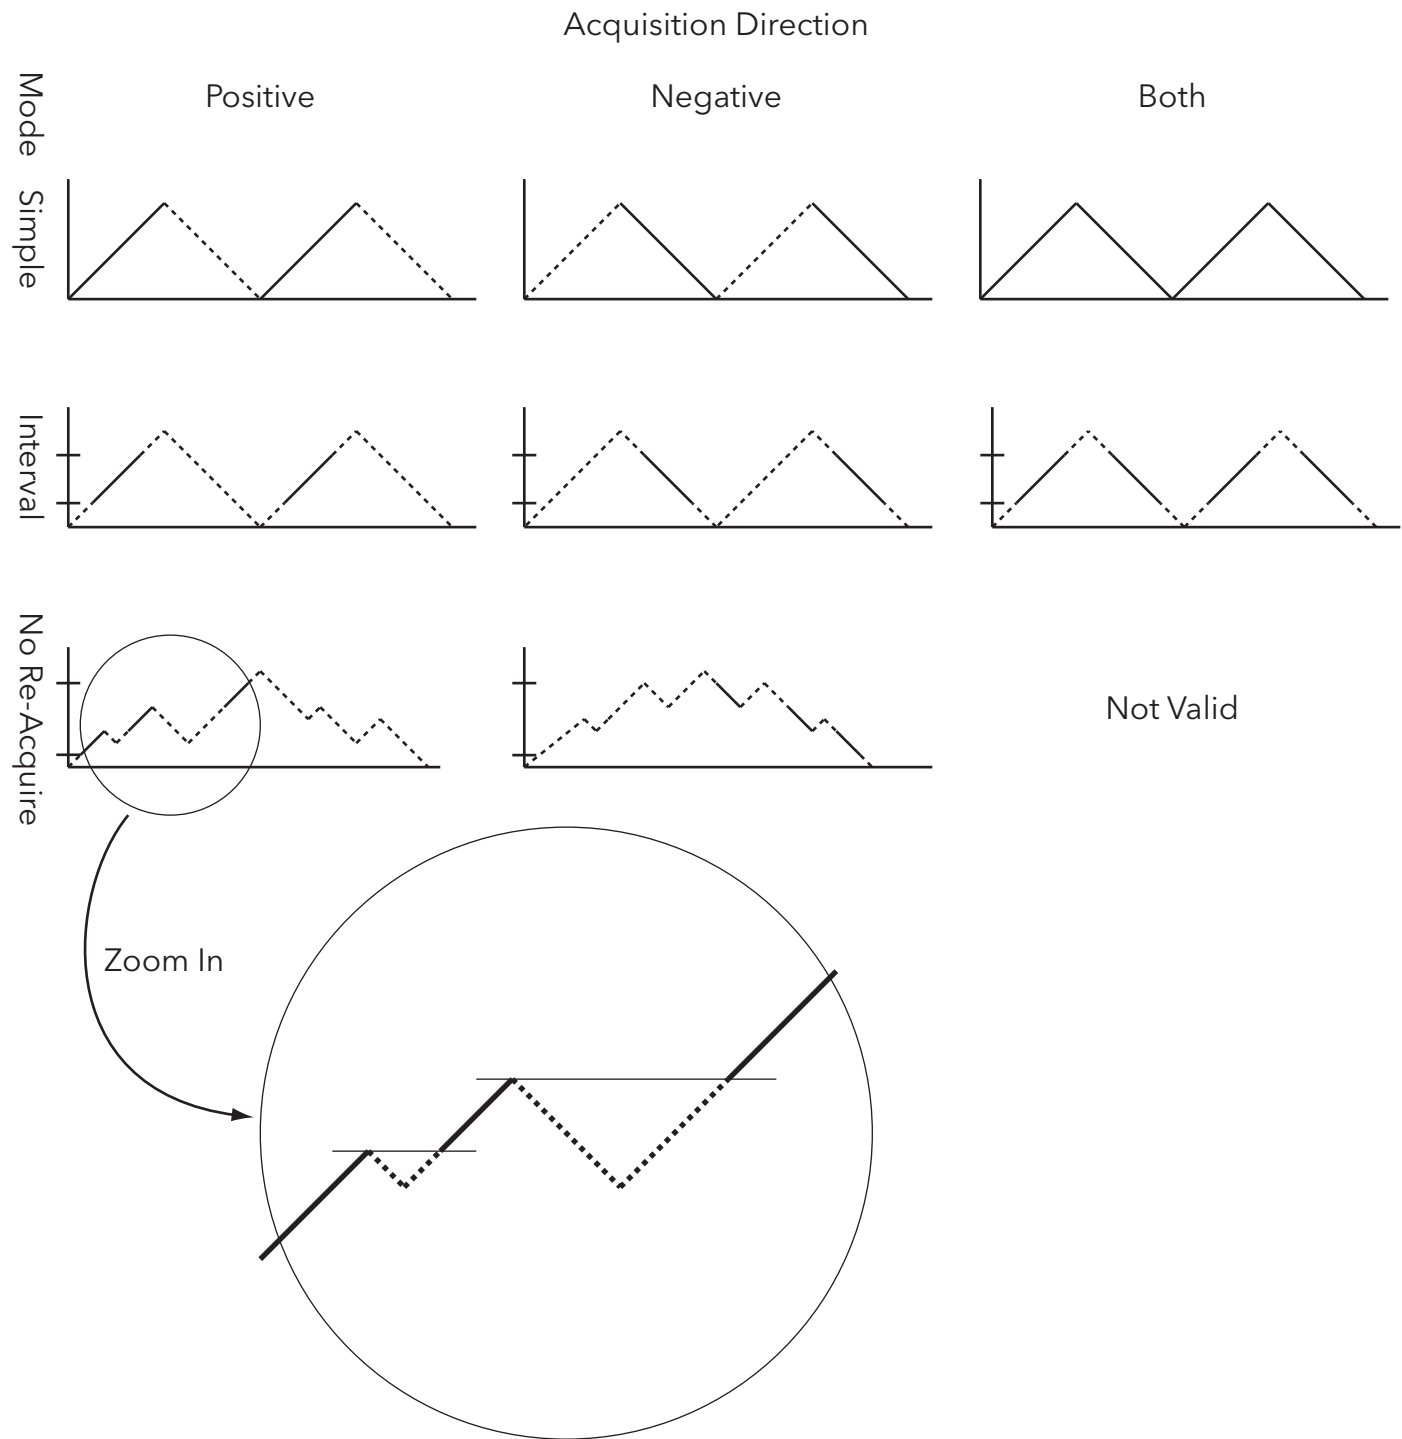 Acquisition Direction
Mode
Positive
Negative
Both
Simple
Interval
No Re-Acquire
Not Valid
Zoom In